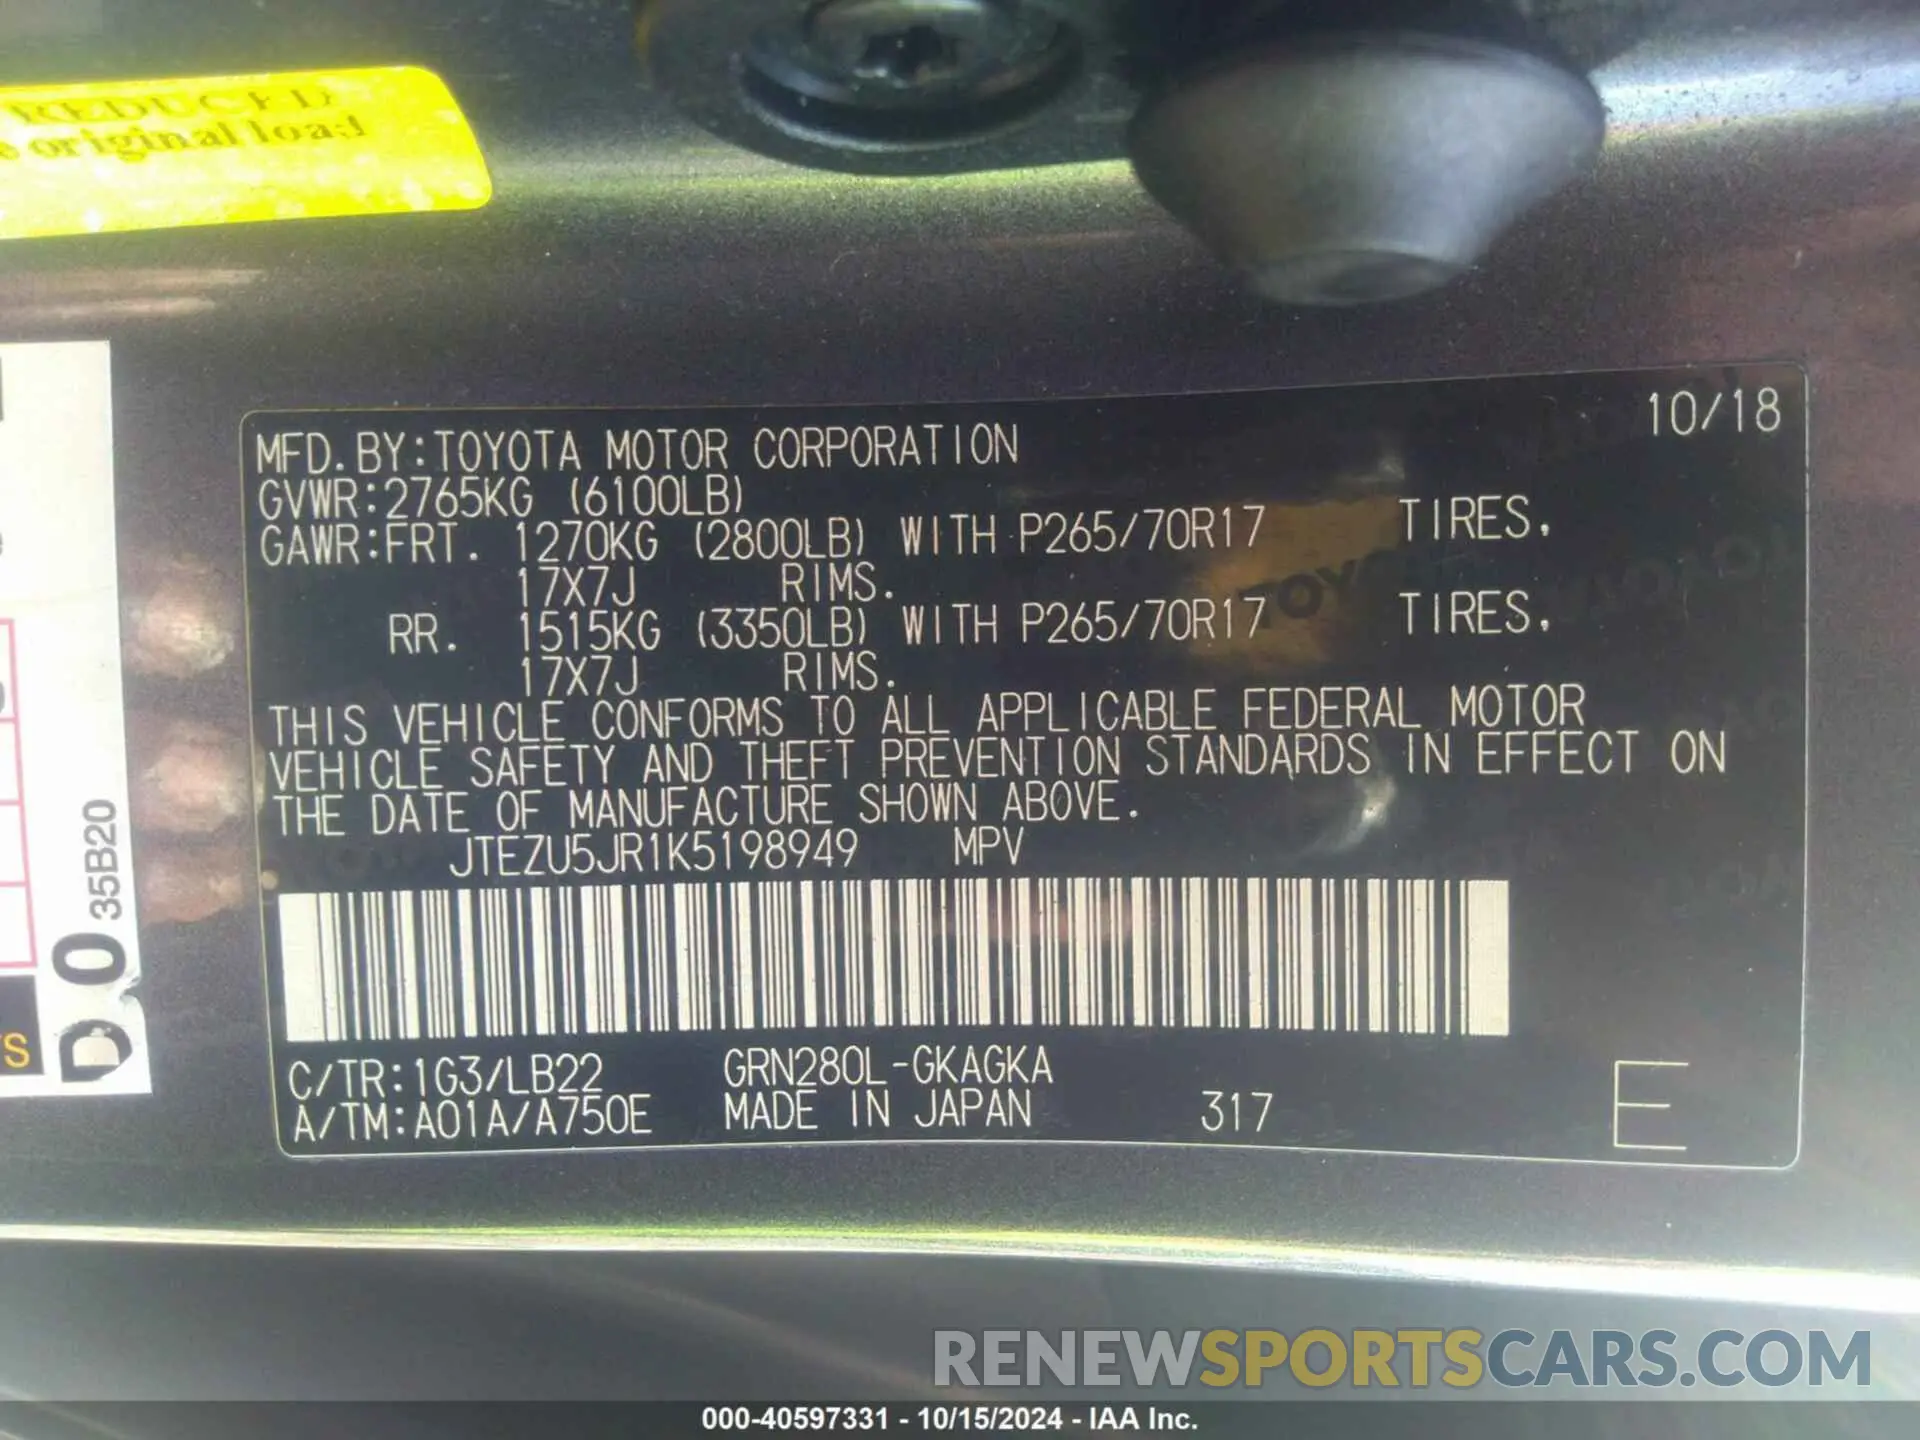 REDUCED
e original load
10/18
MFD.BY:TOYOTA MOTOR CORPORATION
GVWR:2765KG (6100LB)
GAWR:FRT. 1270KG (2800LB) WITH P265/70R17 TIRES,
17X7J RIMS.
RR. 1515KG (3350LB) WITH P265/70R17 TIRES,
17X7J RIMS.
THIS VEHICLE CONFORMS TO ALL APPLICABLE FEDERAL MOTOR
VEHICLE SAFETY AND THEFT PREVENTION STANDARDS IN EFFECT ON
THE DATE OF MANUFACTURE SHOWN ABOVE.
JTEZU5JR1K5198949 MPV
C/TR:1G3/LB22 GRN280L-GKAGKA
A/TM:A01A/A750E MADE IN JAPAN 317 E
D0 35B20
TS
RENEWSPORTSCARS.COM
000-40597331 - 10/15/2024 - IAA Inc.